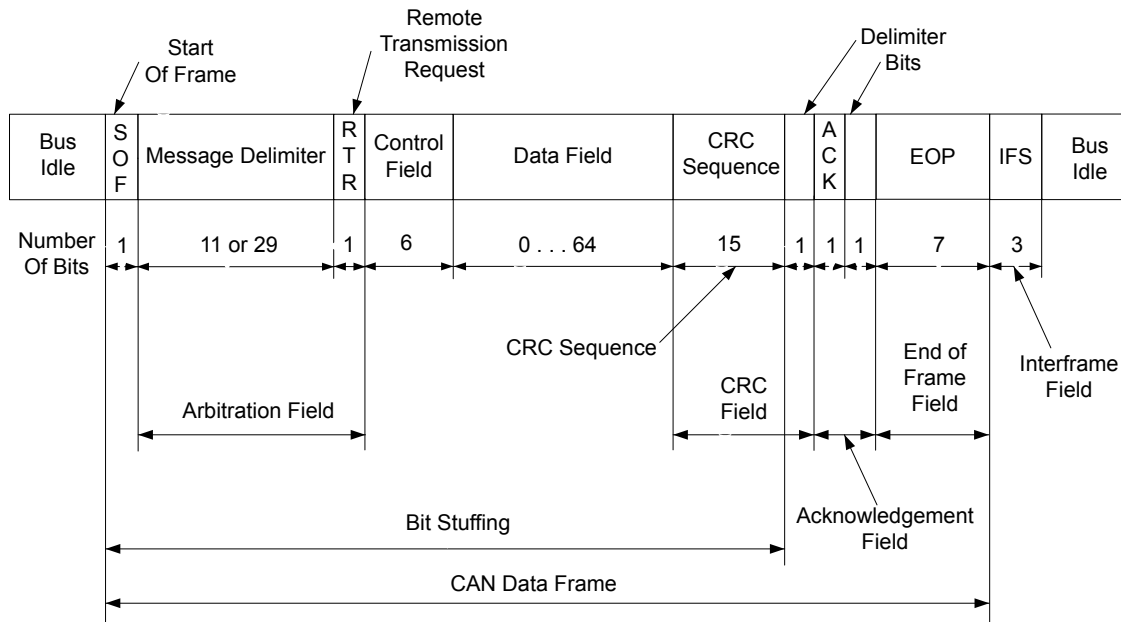 Start
Of Frame
Remote
Transmission
Request
Delimiter
Bits
Bus
Idle
S
O
F
Message Delimiter
R
T
R
Control
Field
Data Field
CRC
Sequence
A
C
K
EOP
IFS
Bus
Idle
Number
Of Bits
1
11 or 29
1
6
0 . . . 64
15
1
1
1
7
3
CRC Sequence
End of
Frame
Field
Interframe
Field
Arbitration Field
CRC
Field
Bit Stuffing
Acknowledgement
Field
CAN Data Frame